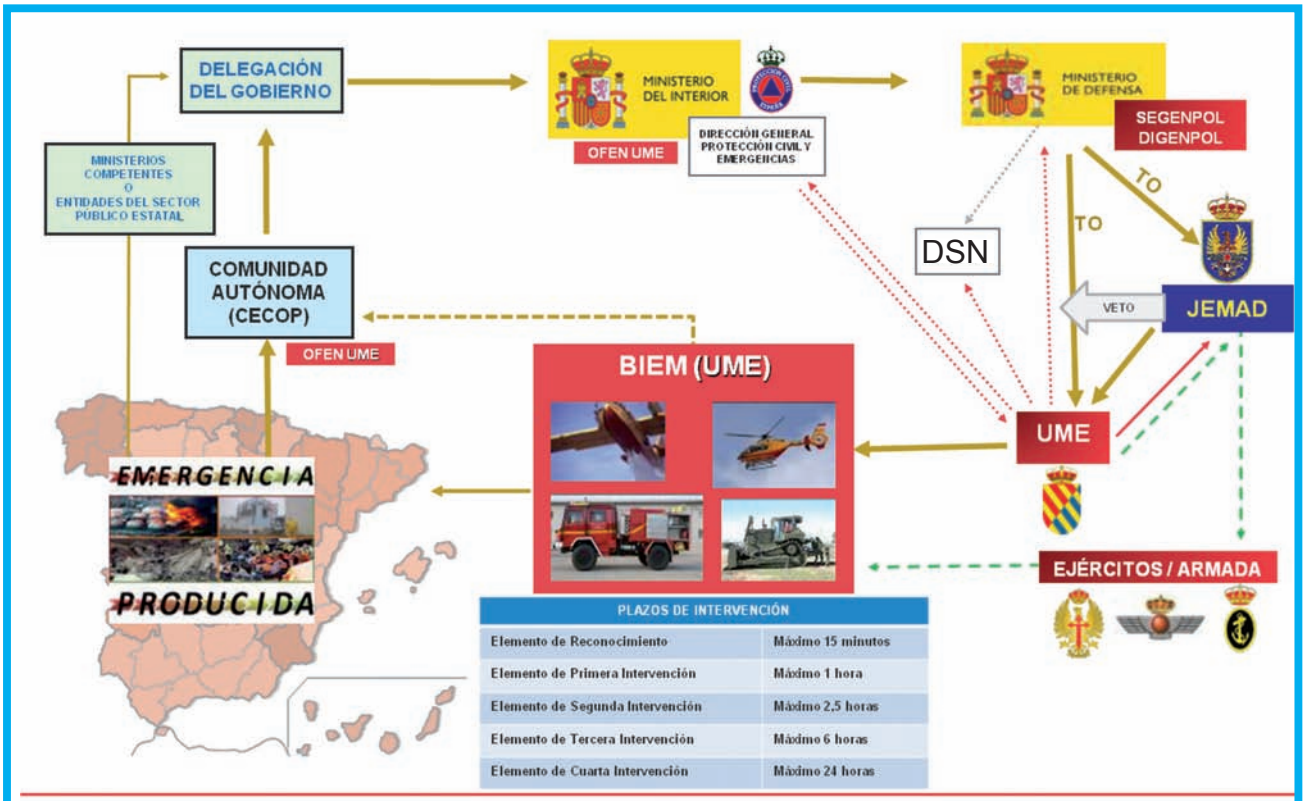 DELEGACIÓN
DEL GOBIERNO
MINISTERIO
DEL INTERIOR
PROTECCIÓN CIVIL
ESPAÑA
OFEN UME
DIRECCIÓN GENERAL
PROTECCIÓN CIVIL Y
EMERGENCIAS
MINISTERIO
DE DEFENSA
SEGENPOL
DIGENPOL
MINISTERIOS
COMPETENTES
O
ENTIDADES DEL SECTOR
PÚBLICO ESTATAL
COMUNIDAD
AUTÓNOMA
(CECOP)
OFEN UME
DSN
TO
TO
VETO
JEMAD
BIEM (UME)
UME
EMERGENCIA
PRODUCIDA
EJÉRCITOS / ARMADA
PLAZOS DE INTERVENCIÓN
Elemento de Reconocimiento Máximo 15 minutos
Elemento de Primera Intervención Máximo 1 hora
Elemento de Segunda Intervención Máximo 2,5 horas
Elemento de Tercera Intervención Máximo 6 horas
Elemento de Cuarta Intervención Máximo 24 horas